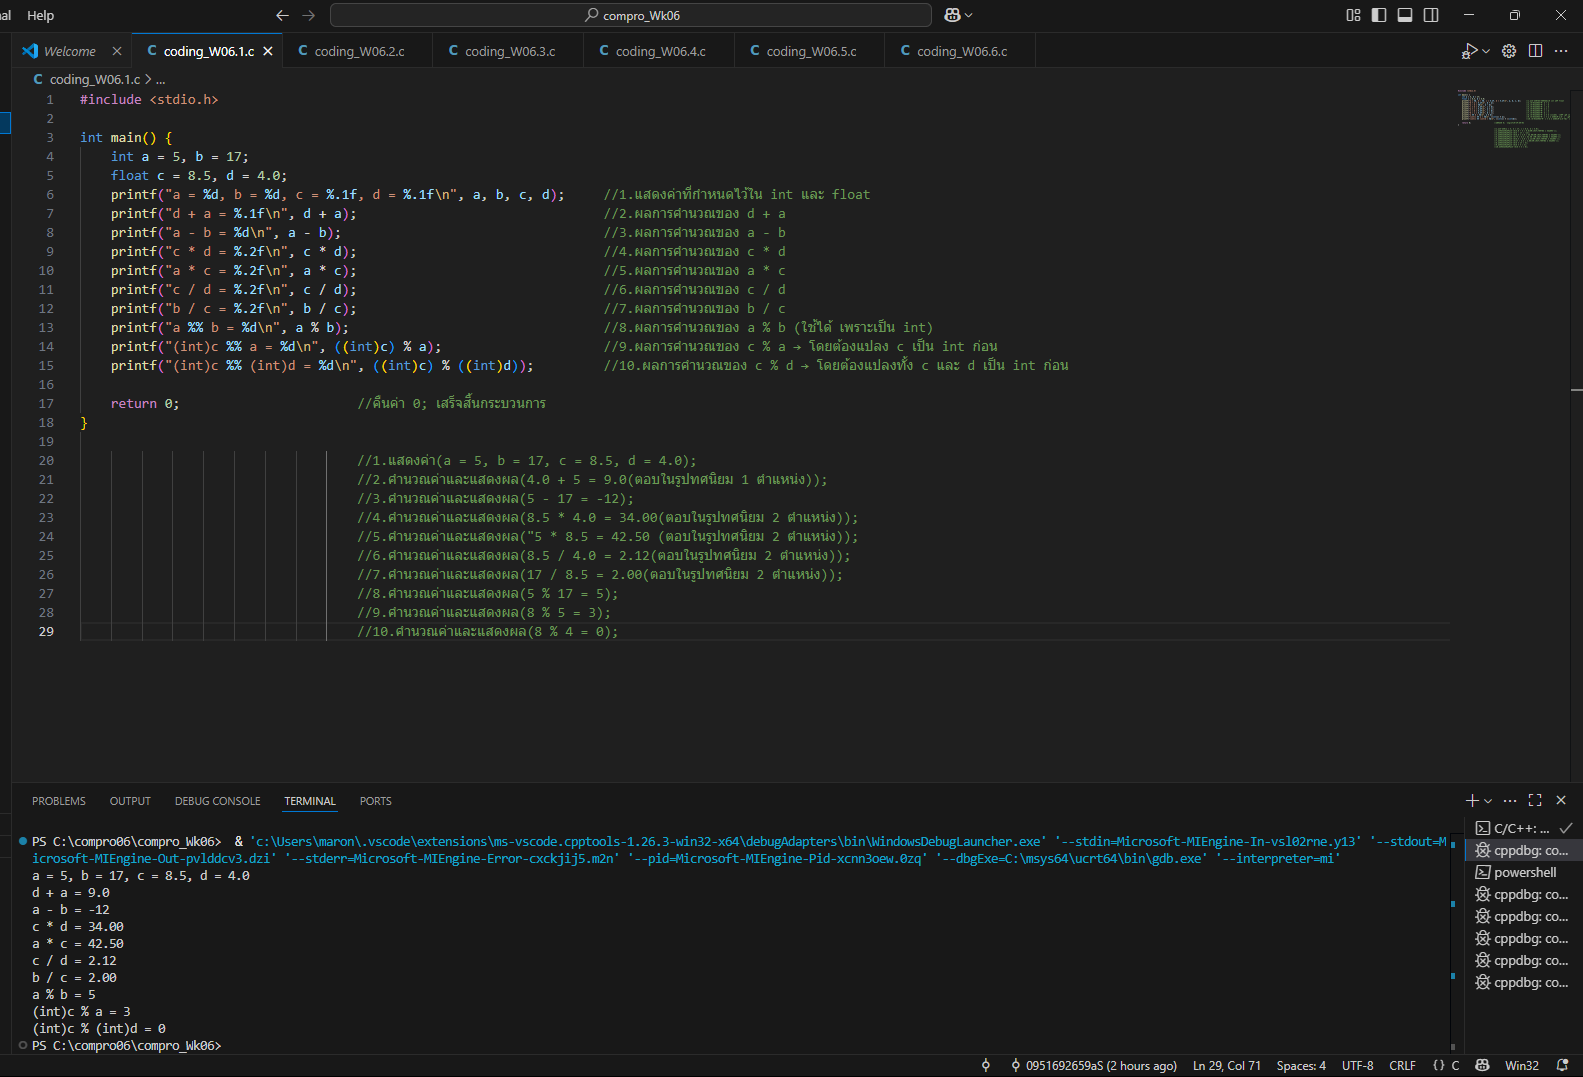 al Help
compro_Wk06
Welcome
coding_W06.1.c
coding_W06.2.c
coding_W06.3.c
coding_W06.4.c
coding_W06.5.c
coding_W06.6.c
coding_W06.1.c > ...
1 #include <stdio.h>
2
3 int main() {
4 int a = 5, b = 17;
5 float c = 8.5, d = 4.0;
6 printf("a = %d, b = %d, c = %.1f, d = %.1f\n", a, b, c, d); //1.แสดงค่าที่กำหนดไว้ใน int และ float
7 printf("d + a = %.1f\n", d + a); //2.ผลการคำนวณของ d + a
8 printf("a - b = %d\n", a - b); //3.ผลการคำนวณของ a - b
9 printf("c * d = %.2f\n", c * d); //4.ผลการคำนวณของ c * d
10 printf("a * c = %.2f\n", a * c); //5.ผลการคำนวณของ a * c
11 printf("c / d = %.2f\n", c / d); //6.ผลการคำนวณของ c / d
12 printf("b / c = %.2f\n", b / c); //7.ผลการคำนวณของ b / c
13 printf("a %% b = %d\n", a % b); //8.ผลการคำนวณของ a % b (ใช้ได้ เพราะเป็น int)
14 printf("(int)c %% a = %d\n", ((int)c) % a); //9.ผลการคำนวณของ c % a → โดยต้องแปลง c เป็น int ก่อน
15 printf("(int)c %% (int)d = %d\n", ((int)c) % ((int)d)); //10.ผลการคำนวณของ c % d → โดยต้องแปลงทั้ง c และ d เป็น int ก่อน
16
17 return 0; //คืนค่า 0; เสร็จสิ้นกระบวนการ
18 }
19
20 //1.แสดงค่า(a = 5, b = 17, c = 8.5, d = 4.0);
21 //2.คำนวณค่าและแสดงผล(4.0 + 5 = 9.0(ตอบในรูปทศนิยม 1 ตำแหน่ง));
22 //3.คำนวณค่าและแสดงผล(5 - 17 = -12);
23 //4.คำนวณค่าและแสดงผล(8.5 * 4.0 = 34.00(ตอบในรูปทศนิยม 2 ตำแหน่ง));
24 //5.คำนวณค่าและแสดงผล("5 * 8.5 = 42.50 (ตอบในรูปทศนิยม 2 ตำแหน่ง));
25 //6.คำนวณค่าและแสดงผล(8.5 / 4.0 = 2.12(ตอบในรูปทศนิยม 2 ตำแหน่ง));
26 //7.คำนวณค่าและแสดงผล(17 / 8.5 = 2.00(ตอบในรูปทศนิยม 2 ตำแหน่ง));
27 //8.คำนวณค่าและแสดงผล(5 % 17 = 5);
28 //9.คำนวณค่าและแสดงผล(8 % 5 = 3);
29 //10.คำนวณค่าและแสดงผล(8 % 4 = 0);
PROBLEMS OUTPUT DEBUG CONSOLE TERMINAL PORTS
PS C:\compro06\compro_Wk06> & 'c:\Users\maron\.vscode\extensions\ms-vscode.cpptools-1.26.3-win32-x64\debugAdapters\bin\WindowsDebugLauncher.exe' '--stdin=Microsoft-MIEngine-In-vsl02rne.y13' '--stdout=M
icrosoft-MIEngine-Out-pvlddcv3.dzi' '--stderr=Microsoft-MIEngine-Error-cxckjij5.m2n' '--pid=Microsoft-MIEngine-Pid-xcnn3oew.0zq' '--dbgExe=C:\msys64\ucrt64\bin\gdb.exe' '--interpreter=mi'
a = 5, b = 17, c = 8.5, d = 4.0
d + a = 9.0
a - b = -12
c * d = 34.00
a * c = 42.50
c / d = 2.12
b / c = 2.00
a % b = 5
(int)c % a = 3
(int)c % (int)d = 0
PS C:\compro06\compro_Wk06>
C/C++: ...
cppdbg: co...
powershell
cppdbg: co...
cppdbg: co...
cppdbg: co...
cppdbg: co...
cppdbg: co...
0951692659aS (2 hours ago) Ln 29, Col 71 Spaces: 4 UTF-8 CRLF {} C Win32